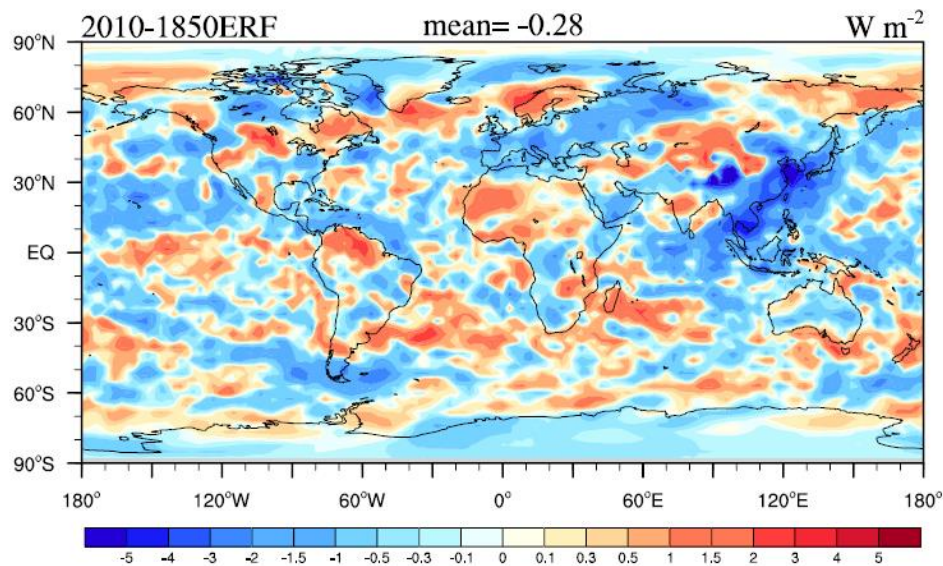 2010-1850ERF mean= -0.28 W m⁻²
90°N
60°N
30°N
EQ
30°S
60°S
90°S
180° 120°W 60°W 0° 60°E 120°E 180°
-5 -4 -3 -2 -1.5 -1 -0.5 -0.3 -0.1 0 0.1 0.3 0.5 1 1.5 2 3 4 5